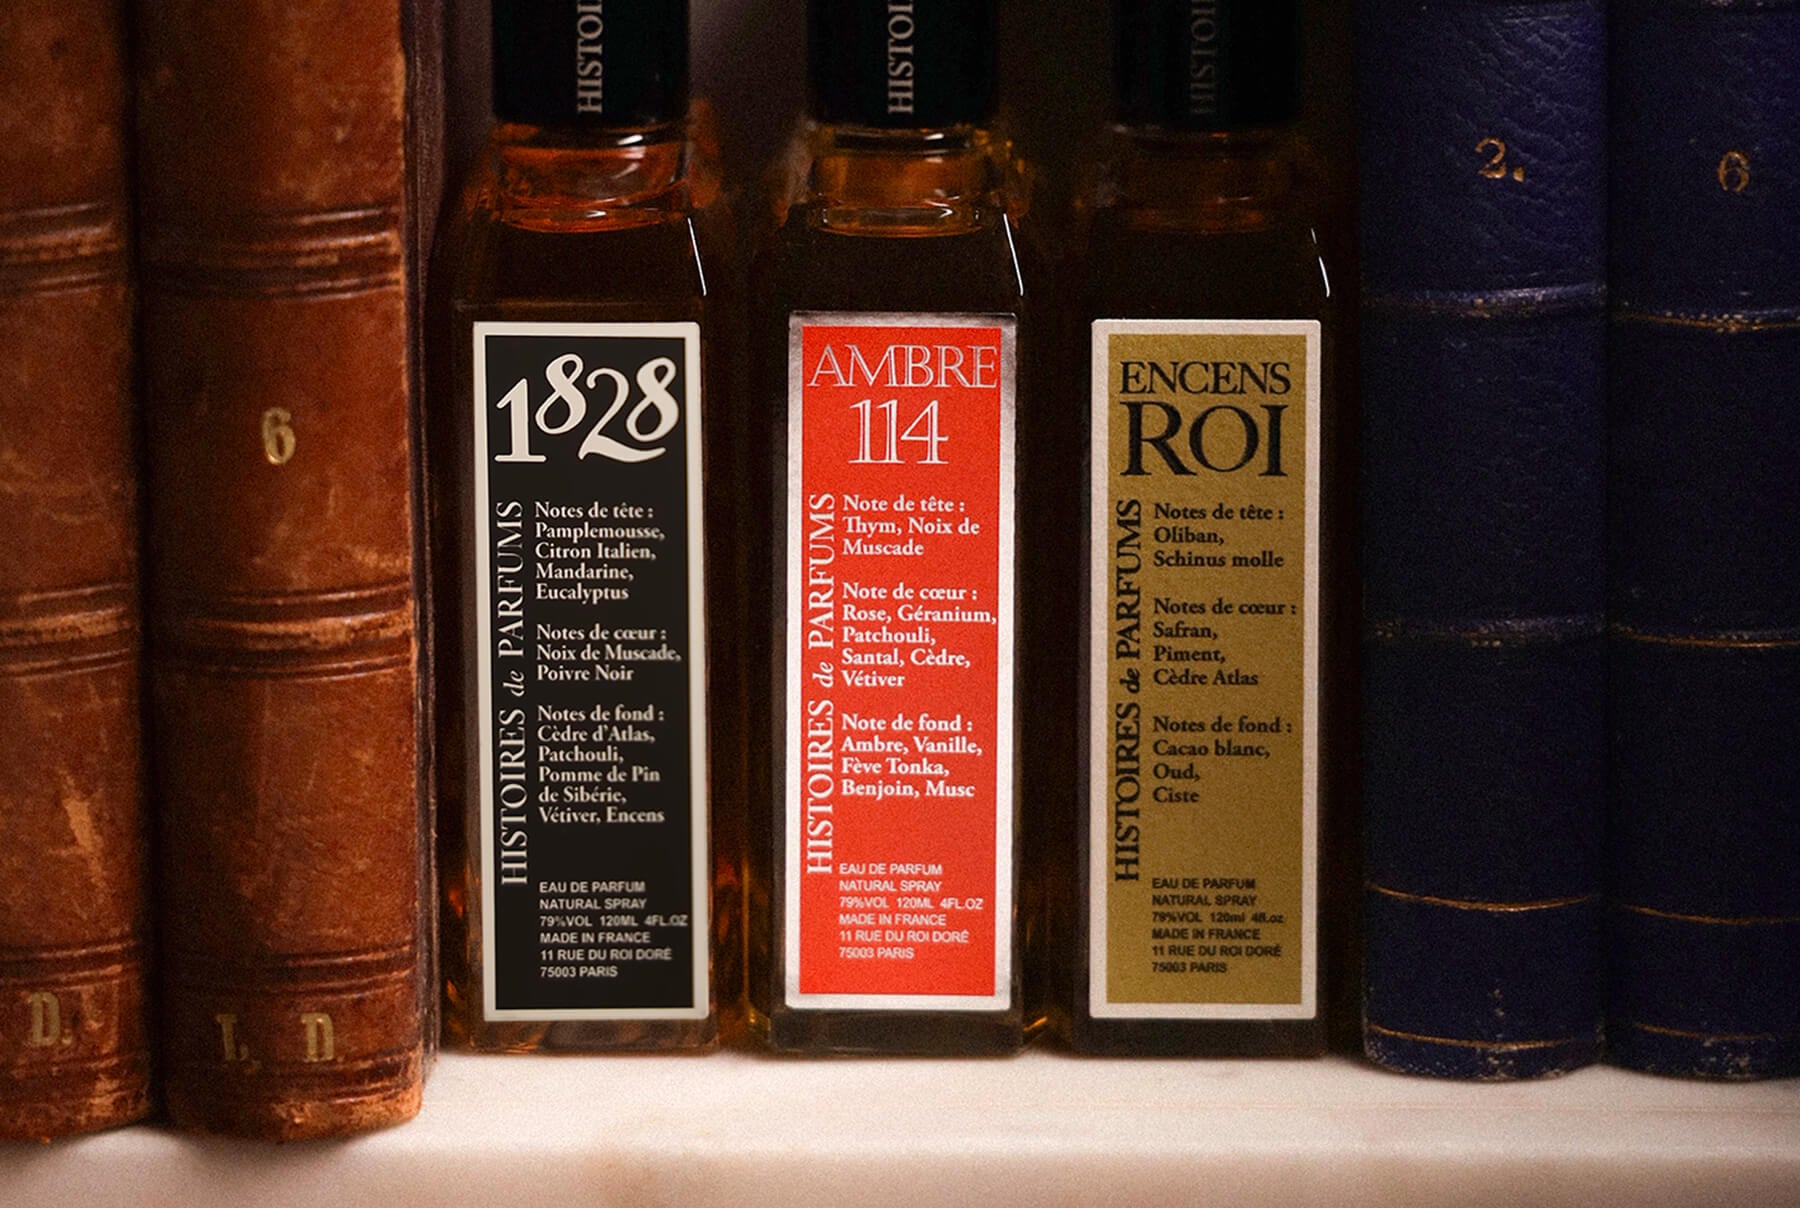 6
D.
L. D.
HISTOI
1828
HISTOIRES de PARFUMS
Notes de tête :
Pamplemousse,
Citron Italien,
Mandarine,
Eucalyptus
Notes de cœur :
Noix de Muscade,
Poivre Noir
Notes de fond :
Cèdre d'Atlas,
Patchouli,
Pomme de Pin
de Sibérie,
Vétiver, Encens
EAU DE PARFUM
NATURAL SPRAY
79%VOL 120ML 4FL.OZ
MADE IN FRANCE
11 RUE DU ROI DORÉ
75003 PARIS
HISTOI
AMBRE
114
HISTOIRES de PARFUMS
Note de tête :
Thym, Noix de
Muscade
Note de cœur :
Rose, Géranium,
Patchouli,
Santal, Cèdre,
Vétiver
Note de fond :
Ambre, Vanille,
Fève Tonka,
Benjoin, Musc
EAU DE PARFUM
NATURAL SPRAY
79%VOL 120ML 4FL.OZ
MADE IN FRANCE
11 RUE DU ROI DORÉ
75003 PARIS
HISTOI
ENCENS
ROI
HISTOIRES de PARFUMS
Notes de tête :
Oliban,
Schinus molle
Notes de cœur :
Safran,
Piment,
Cèdre Atlas
Notes de fond :
Cacao blanc,
Oud,
Ciste
EAU DE PARFUM
NATURAL SPRAY
79%VOL 120ml 4fl.oz
MADE IN FRANCE
11 RUE DU ROI DORÉ
75003 PARIS
2.
6